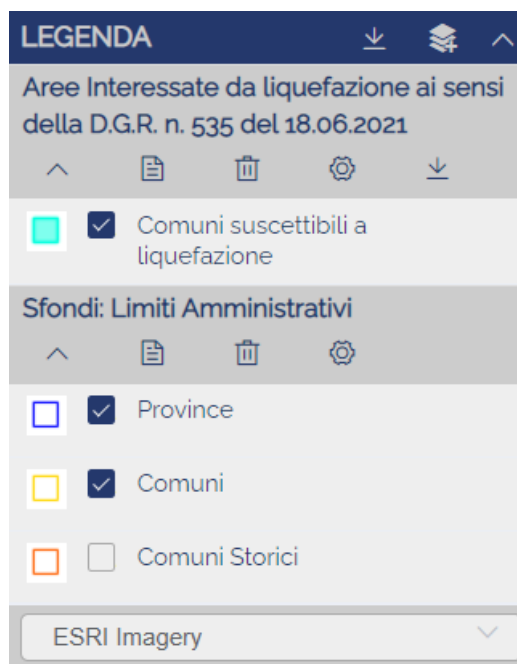 LEGENDA
Aree Interessate da liquefazione ai sensi
della D.G.R. n. 535 del 18.06.2021
Comuni suscettibili a
liquefazione
Sfondi: Limiti Amministrativi
Province
Comuni
Comuni Storici
ESRI Imagery